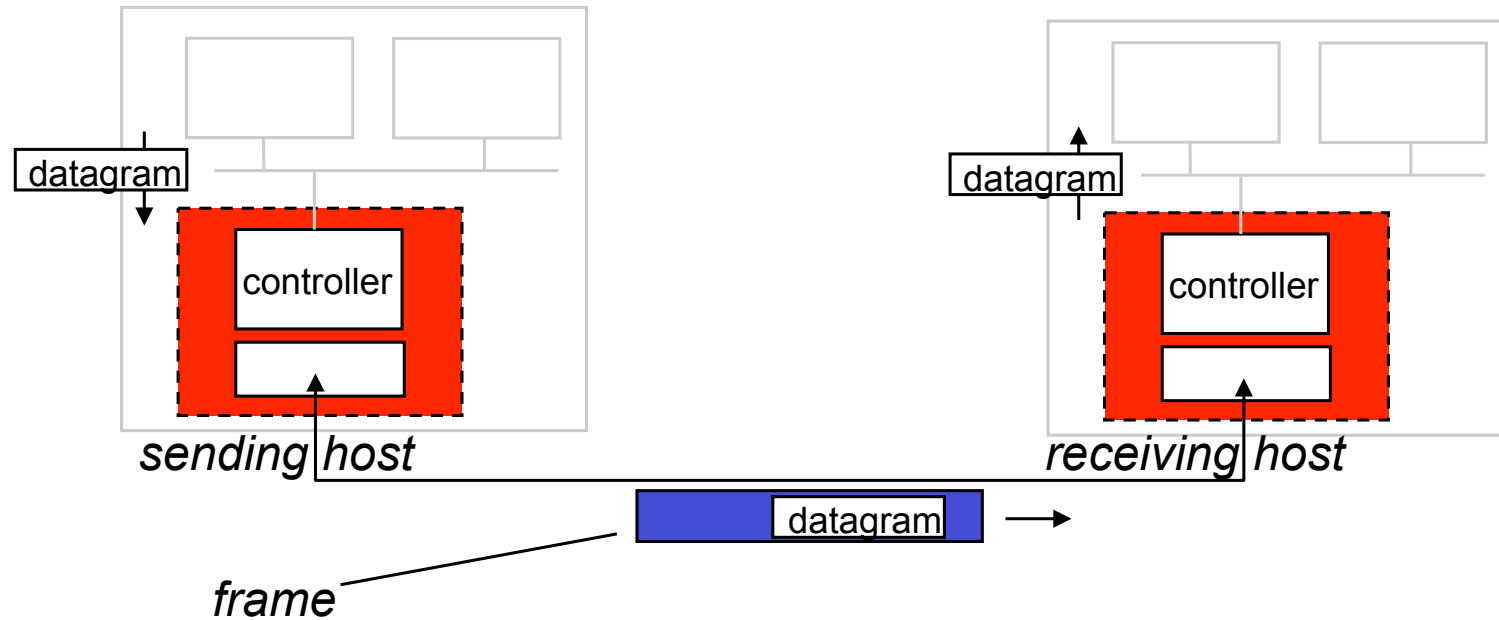 datagram
datagram
controller
controller
sending host
receiving host
datagram
frame